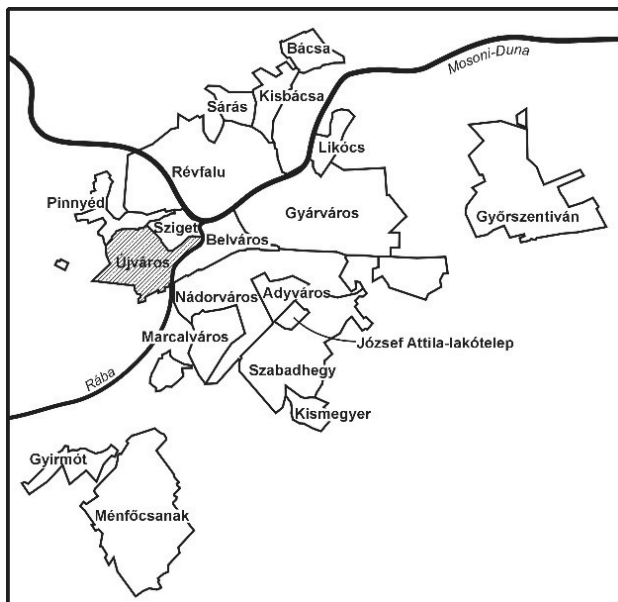 Bácsa
Mosoni-Duna
Kisbácsa
Sárás
Likócs
Révfalu
Pinnyéd
Gyárváros
Győrszentiván
Sziget
Belváros
Újváros
Nádorváros
Adyváros
Marcalváros
József Attila-lakótelep
Szabadhegy
Rába
Kismegyer
Gyirmót
Ménfőcsanak